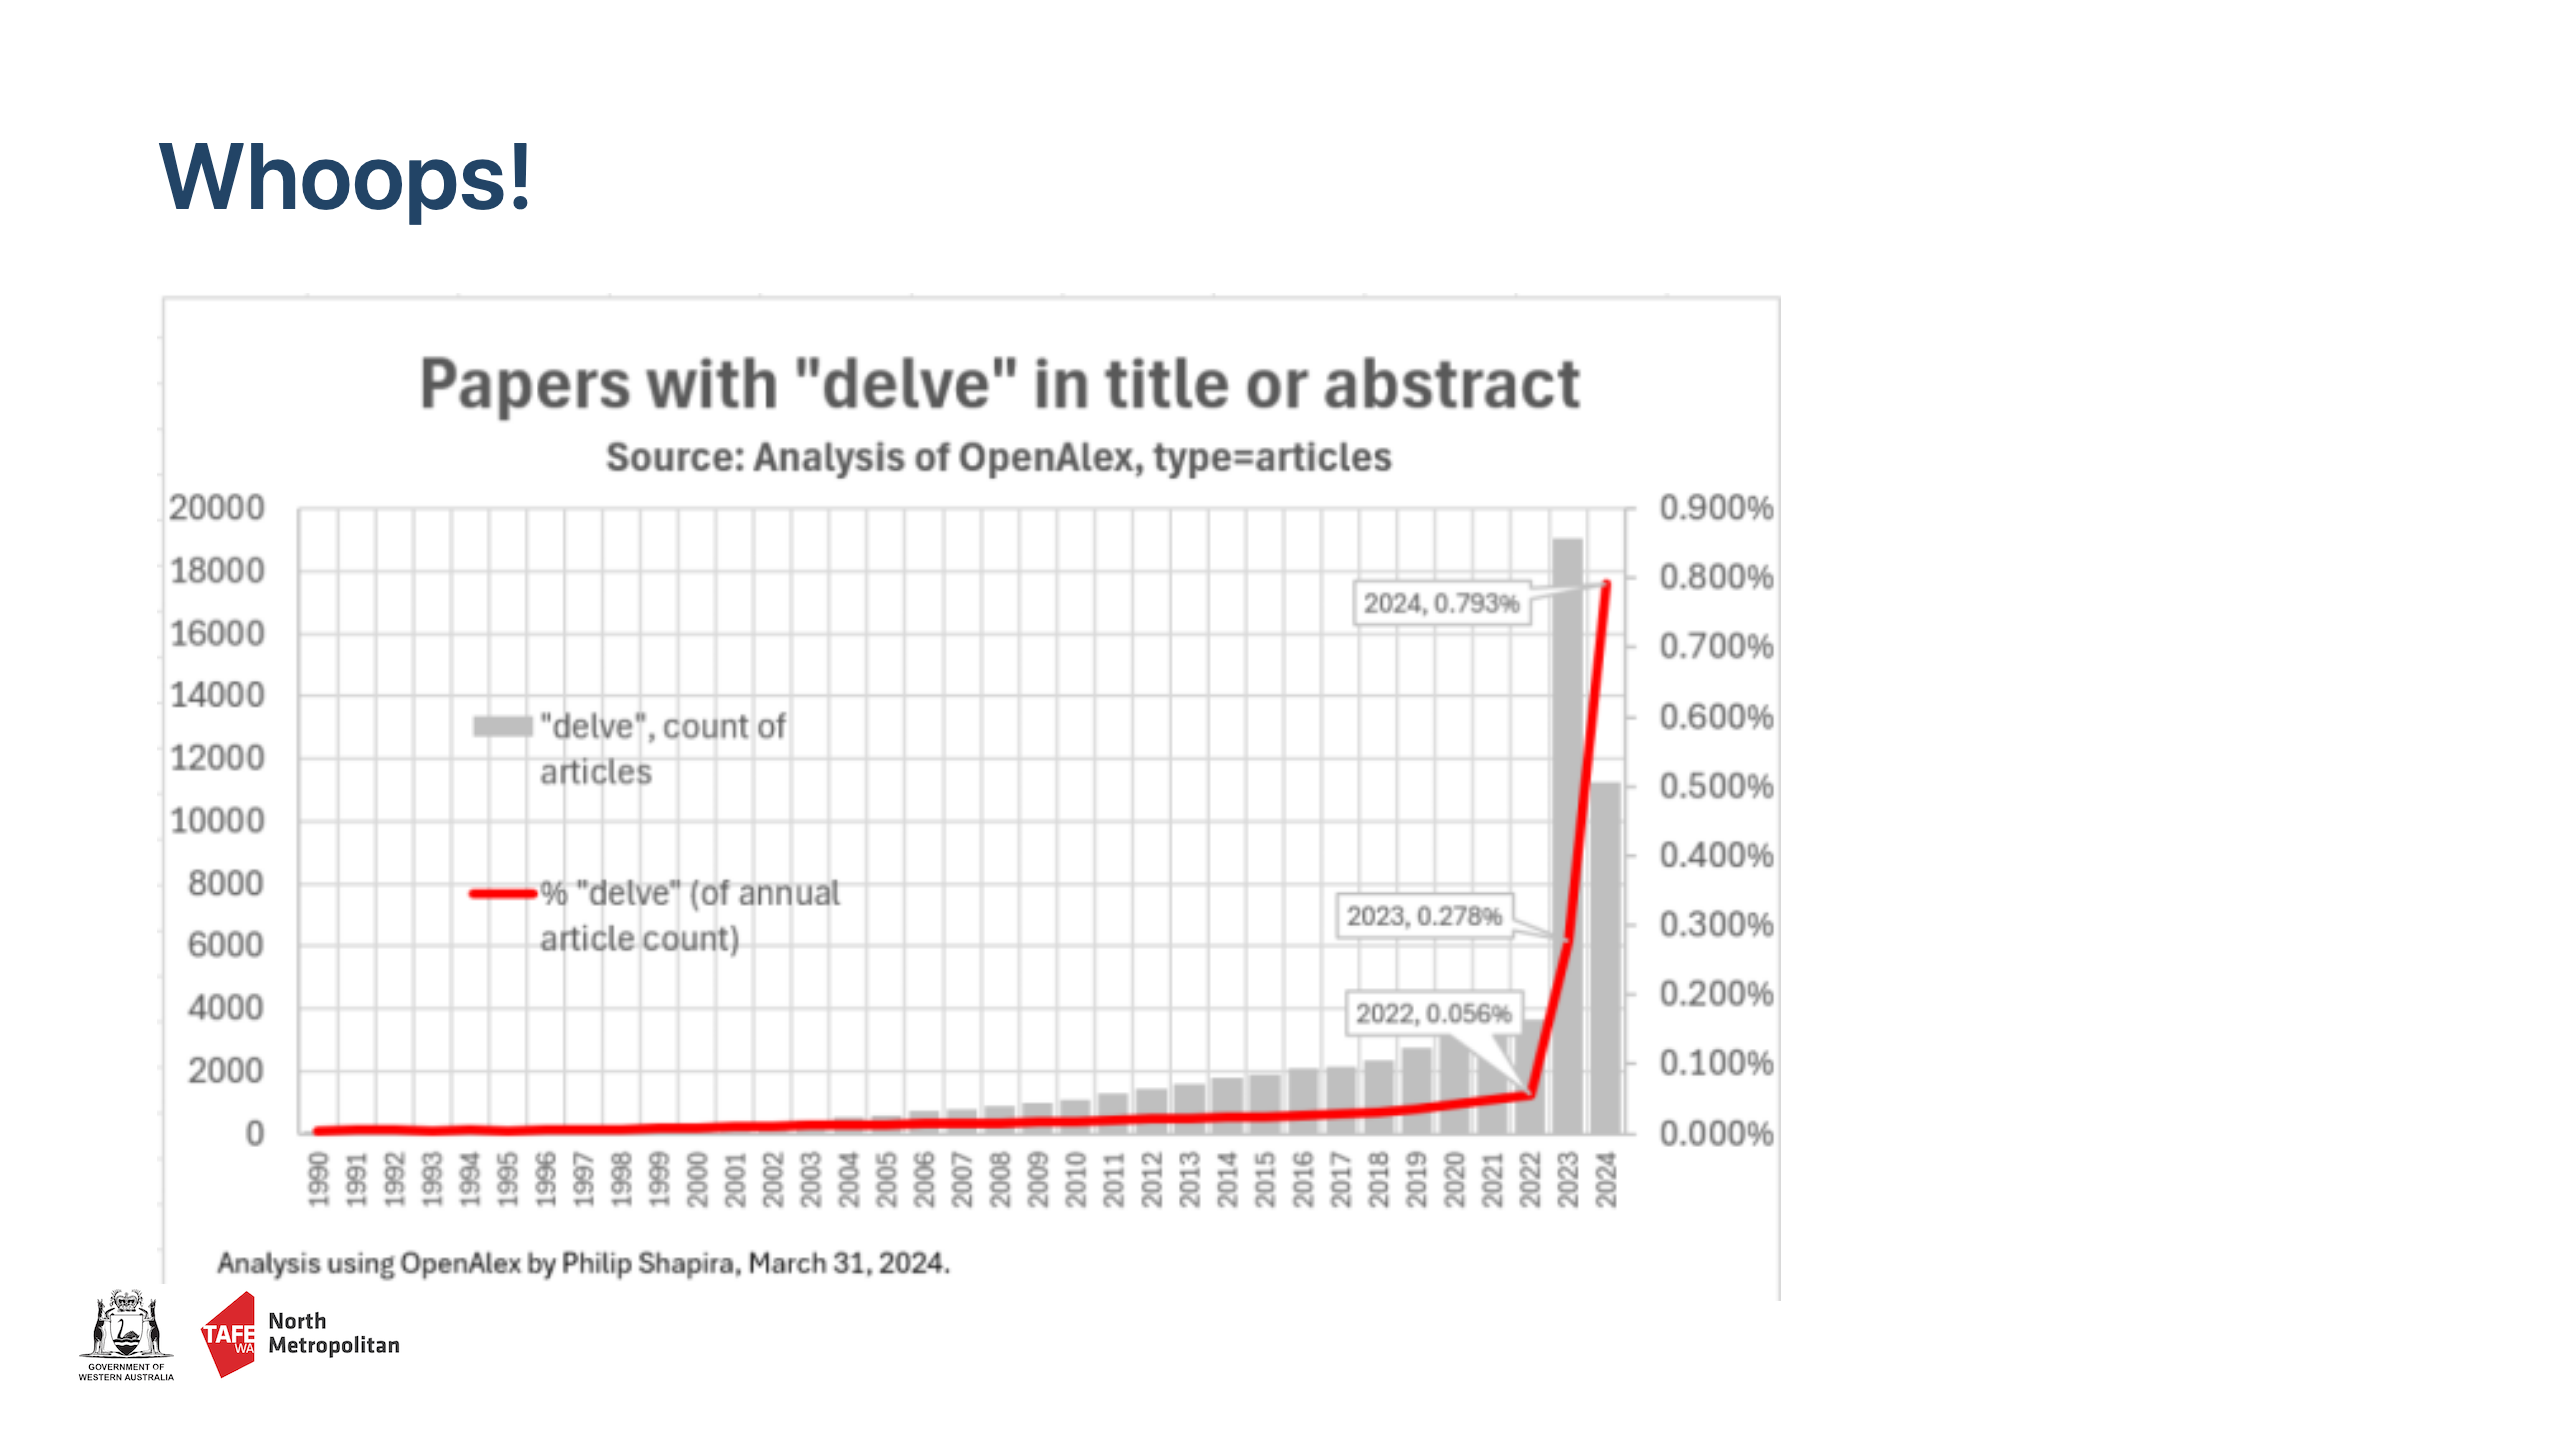 Whoops!
Papers with "delve" in title or abstract
Source: Analysis of OpenAlex, type=articles
20000
18000
16000
14000
12000
10000
8000
6000
4000
2000
0
"delve", count of
articles
% "delve" (of annual
article count)
2024, 0.793%
2023, 0.278%
2022, 0.056%
0.900%
0.800%
0.700%
0.600%
0.500%
0.400%
0.300%
0.200%
0.100%
0.000%
1990 1991 1992 1993 1994 1995 1996 1997 1998 1999 2000 2001 2002 2003 2004 2005 2006 2007 2008 2009 2010 2011 2012 2013 2014 2015 2016 2017 2018 2019 2020 2021 2022 2023 2024
Analysis using OpenAlex by Philip Shapira, March 31, 2024.
GOVERNMENT OF
WESTERN AUSTRALIA
TAFE
WA
North
Metropolitan